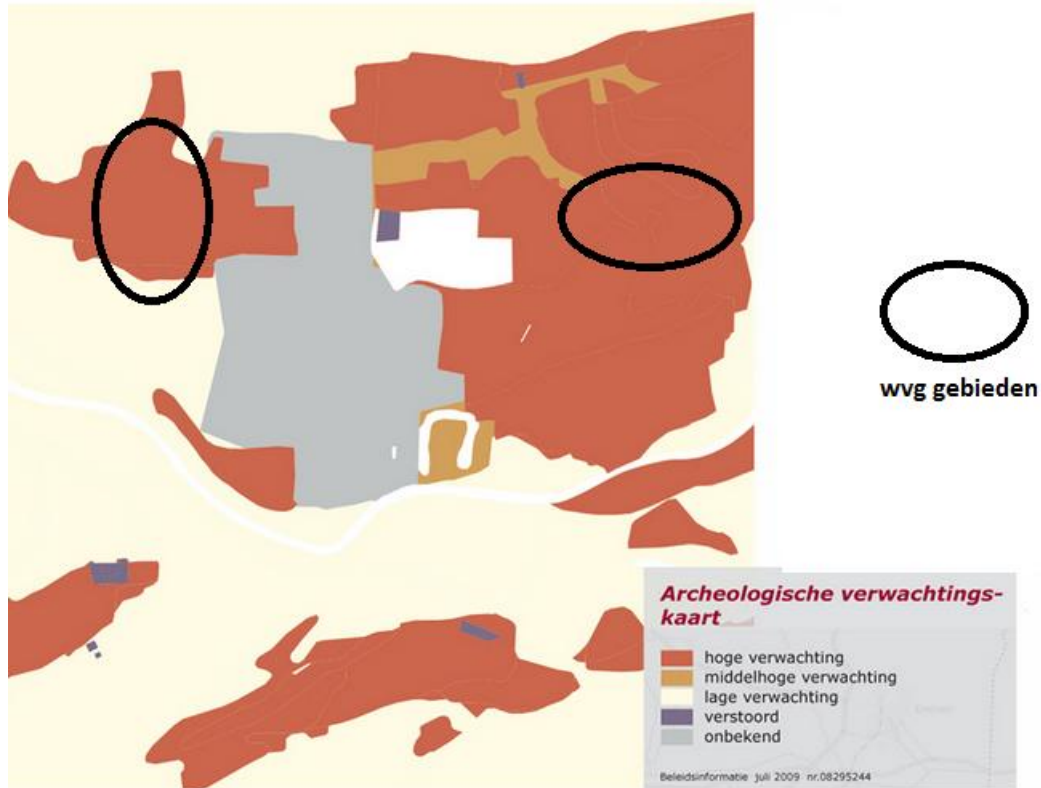 wvg gebieden
Archeologische verwachtings-
kaart
hoge verwachting
middelhoge verwachting
lage verwachting
verstoord
onbekend
Beleidsinformatie juli 2009 nr.08295244